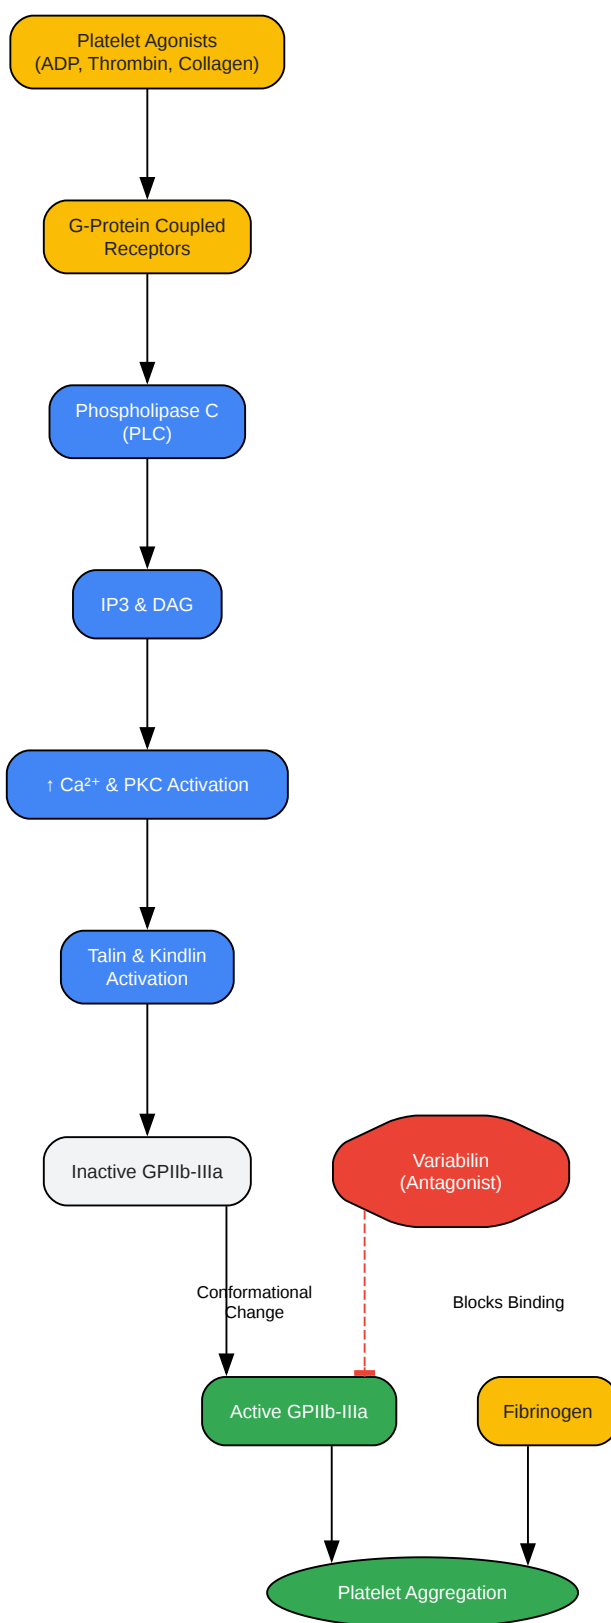 Platelet Agonists
(ADP, Thrombin, Collagen)
G-Protein Coupled
Receptors
Phospholipase C
(PLC)
IP3 & DAG
↑ Ca²⁺ & PKC Activation
Talin & Kindlin
Activation
Inactive GPIIb-IIIa
Variabilin
(Antagonist)
Conformational
Change
Blocks Binding
Active GPIIb-IIIa
Fibrinogen
Platelet Aggregation